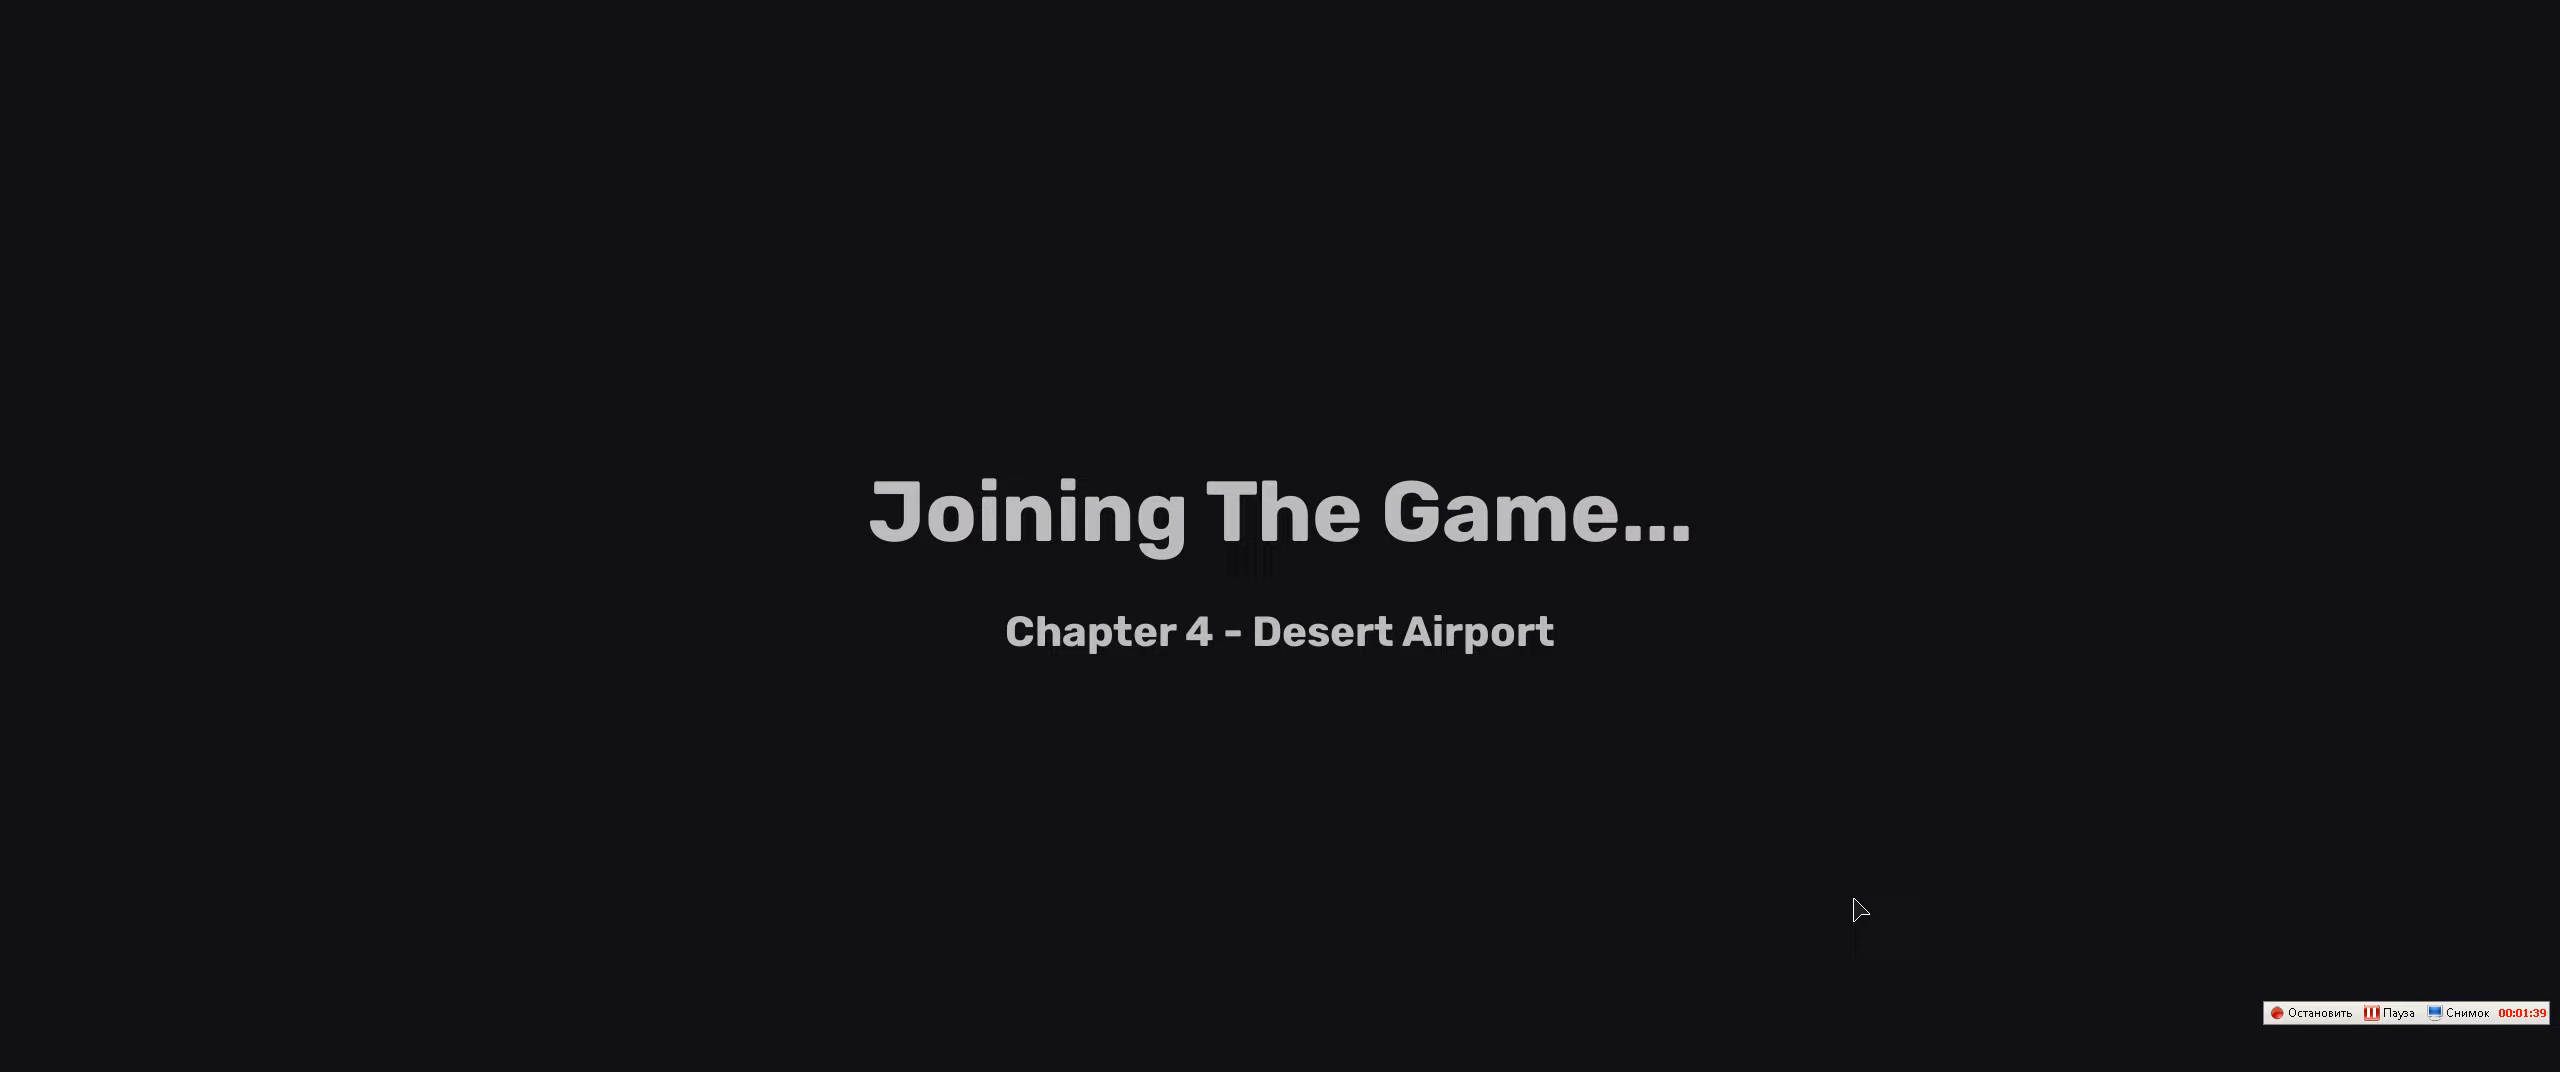 Joining The Game...
Chapter 4 - Desert Airport
Остановить Пауза Снимок 00:01:39